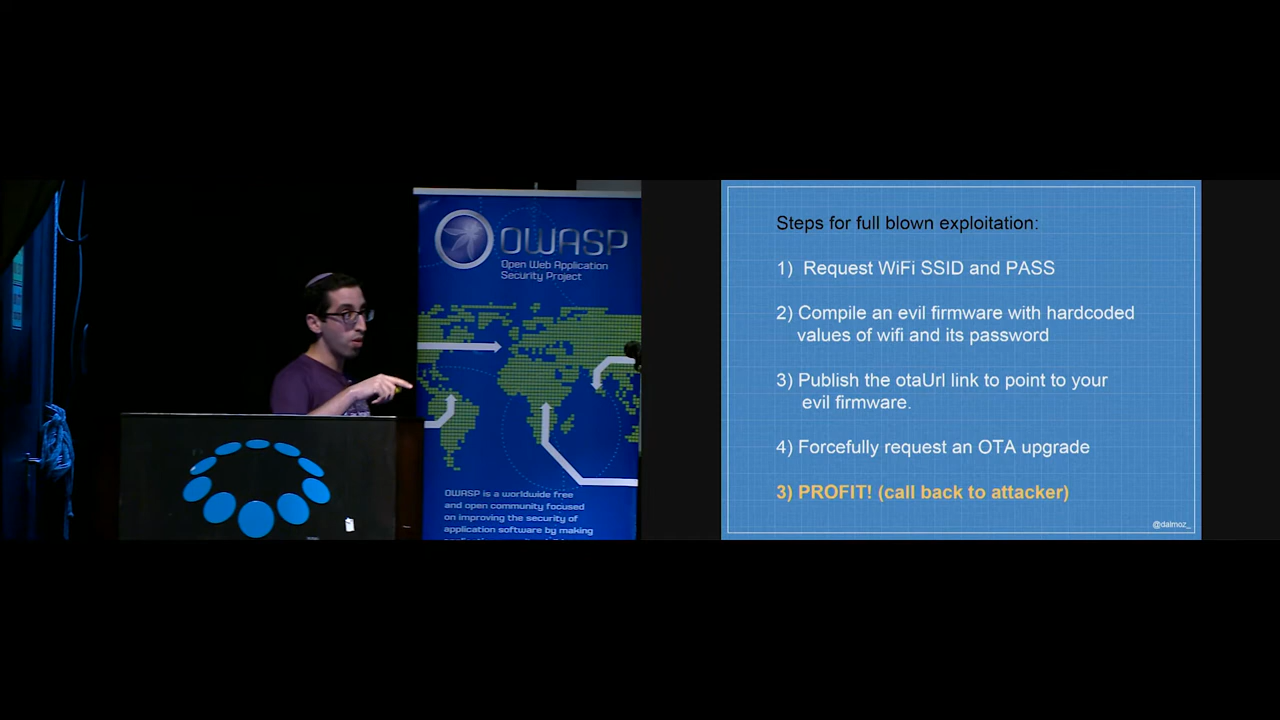 OWASP
Open Web Application
Security Project
OWASP is a worldwide free
and open community focused
on improving the security of
application software by making
Steps for full blown exploitation:
1) Request WiFi SSID and PASS
2) Compile an evil firmware with hardcoded
values of wifi and its password
3) Publish the otaUrl link to point to your
evil firmware.
4) Forcefully request an OTA upgrade
3) PROFIT! (call back to attacker)
@dalmoz_